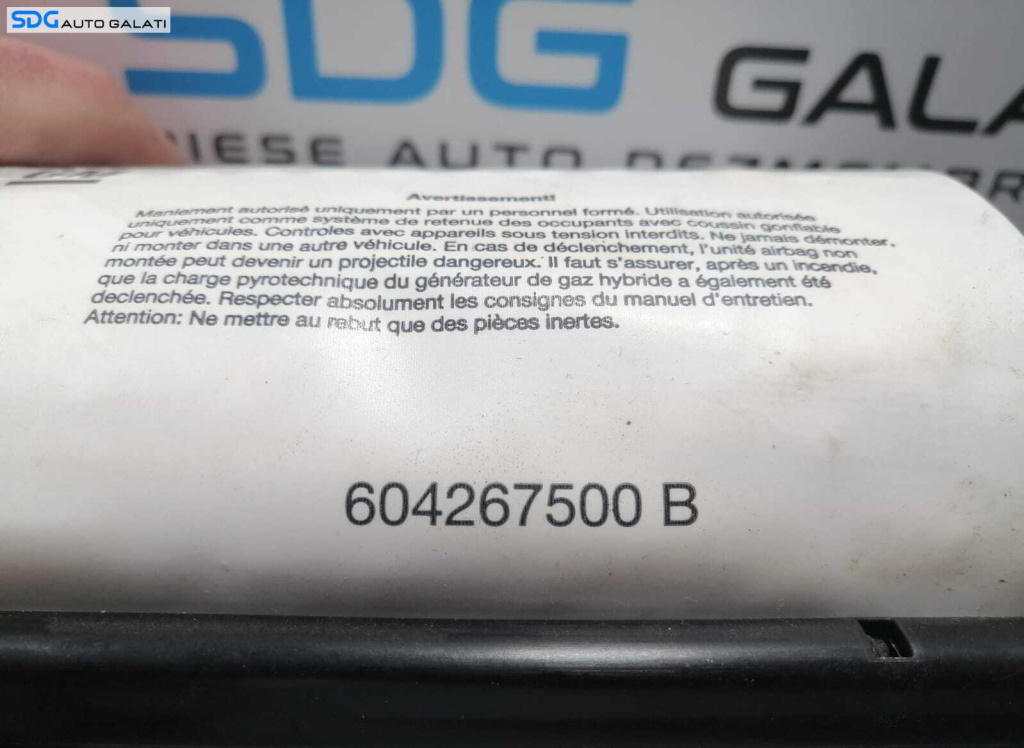 SDG AUTO GALATI
SDG GALA
PIESE AUTO DEZMEMBR
Avertissement!
Maniement autorisé uniquement par un personnel formé. Utilisation autorisée
uniquement comme système de retenue des occupants avec coussin gonflable
pour véhicules. Controles avec appareils sous tension interdits. Ne jamais démonter,
ni monter dans une autre véhicule. En cas de déclenchement, l'unité airbag non
montée peut devenir un projectile dangereux. Il faut s'assurer, après un incendie,
que la charge pyrotechnique du générateur de gaz hybride a également été
declenchée. Respecter absolument les consignes du manuel d'entretien.
Attention: Ne mettre au rebut que des pièces inertes.
604267500 B